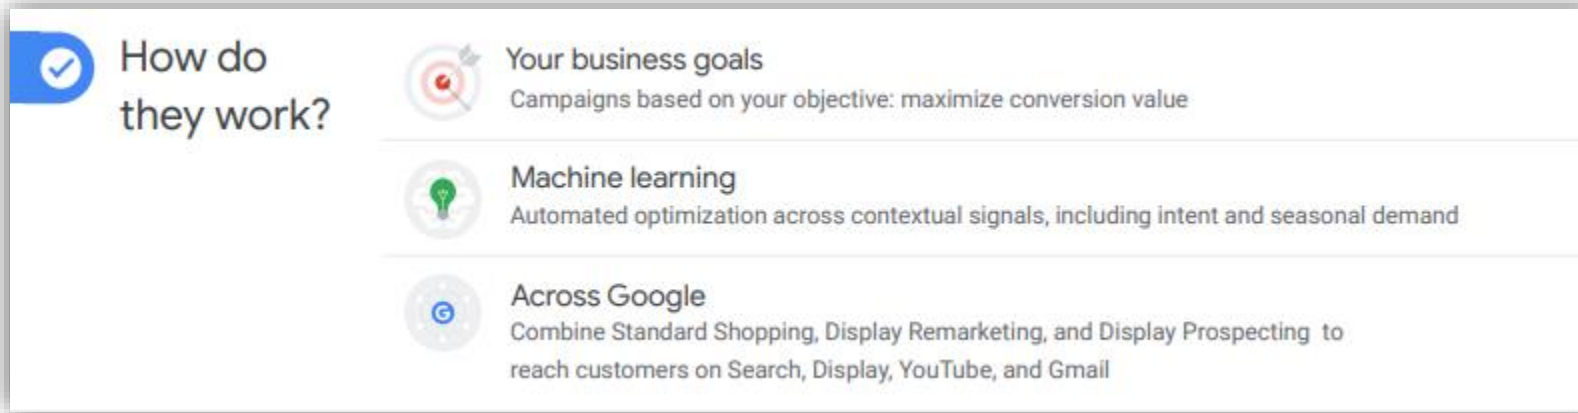 How do
they work?
Your business goals
Campaigns based on your objective: maximize conversion value
Machine learning
Automated optimization across contextual signals, including intent and seasonal demand
Across Google
Combine Standard Shopping, Display Remarketing, and Display Prospecting to
reach customers on Search, Display, YouTube, and Gmail